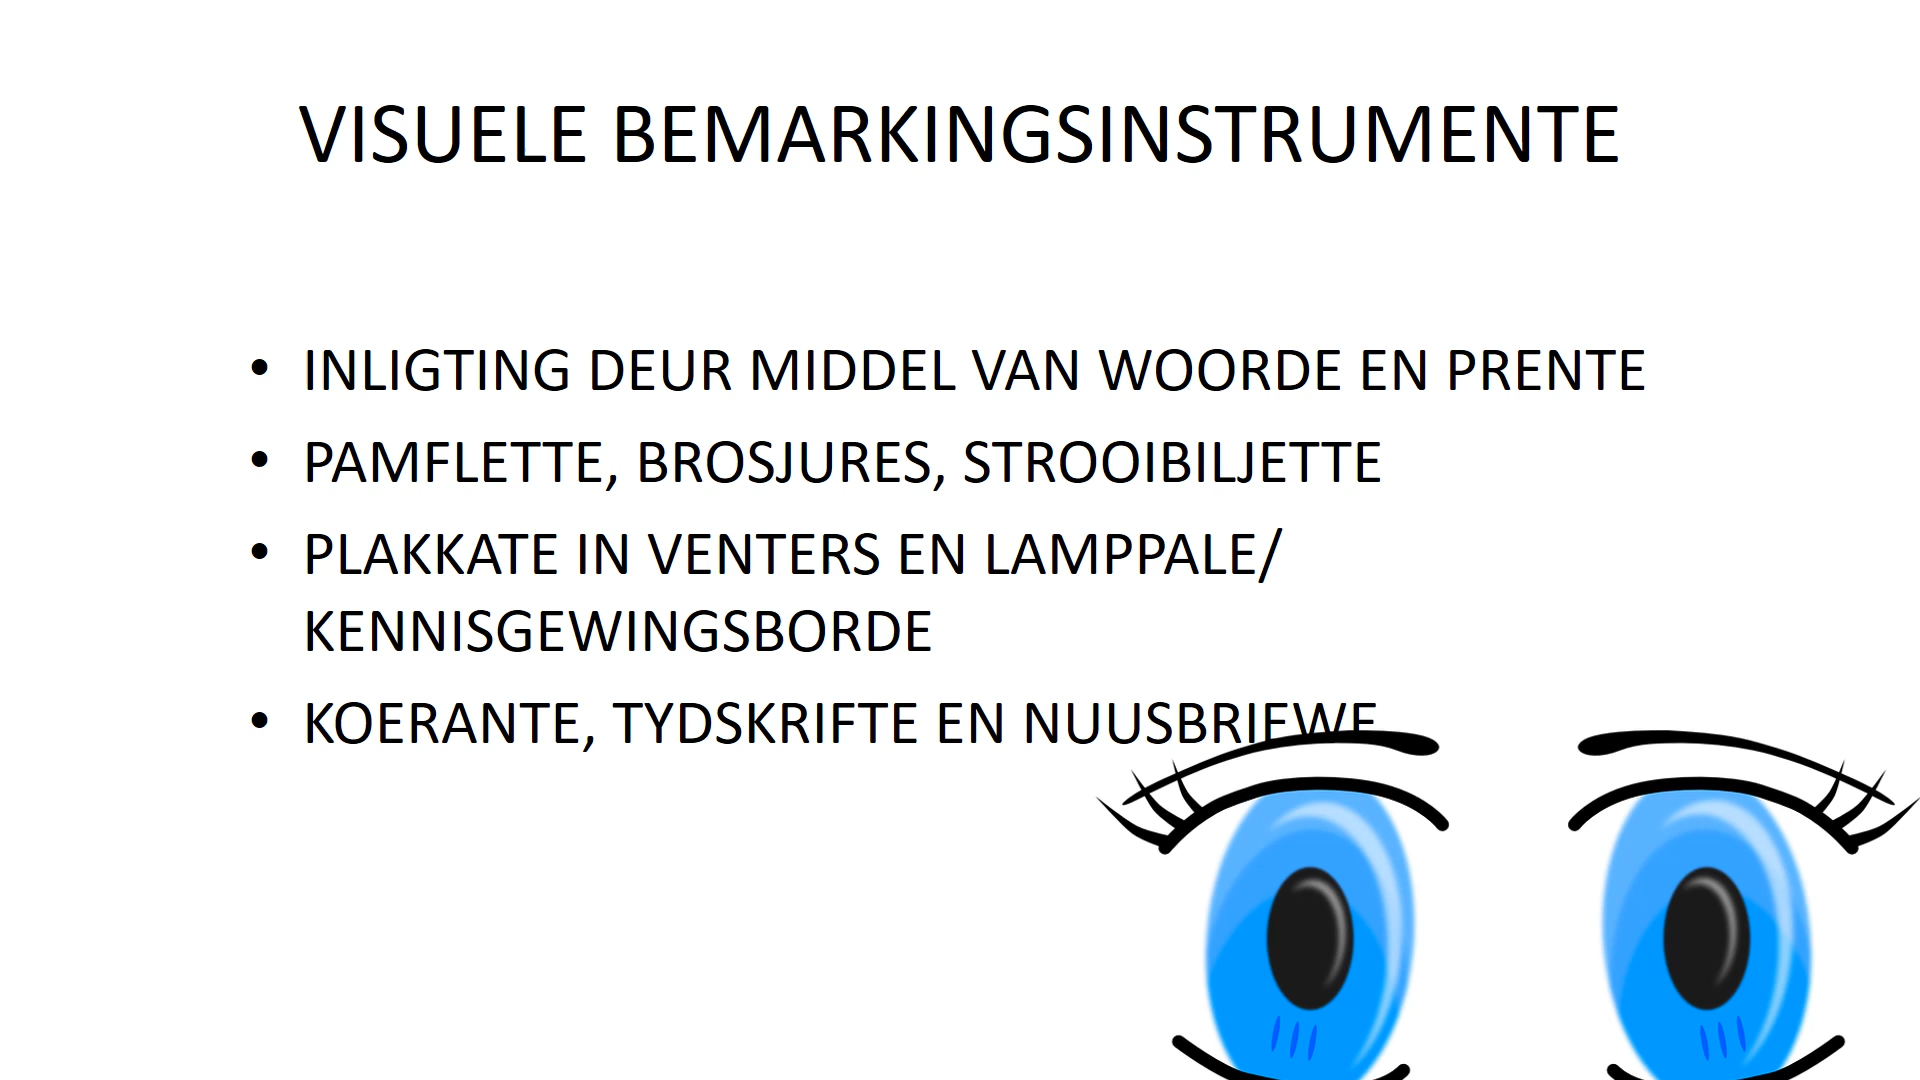 VISUELE BEMARKINGSINSTRUMENTE
• INLIGTING DEUR MIDDEL VAN WOORDE EN PRENTE
• PAMFLETTE, BROSJURES, STROOIBILJETTE
• PLAKKATE IN VENTERS EN LAMPPALE/
KENNISGEWINGSBORDE
• KOERANTE, TYDSKRIFTE EN NUUSBRIEWE